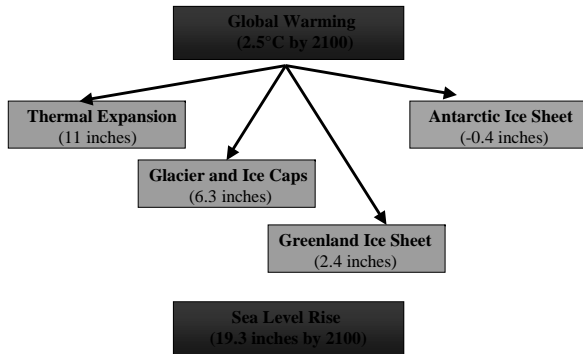 Global Warming
(2.5°C by 2100)
Thermal Expansion
(11 inches)
Antarctic Ice Sheet
(-0.4 inches)
Glacier and Ice Caps
(6.3 inches)
Greenland Ice Sheet
(2.4 inches)
Sea Level Rise
(19.3 inches by 2100)